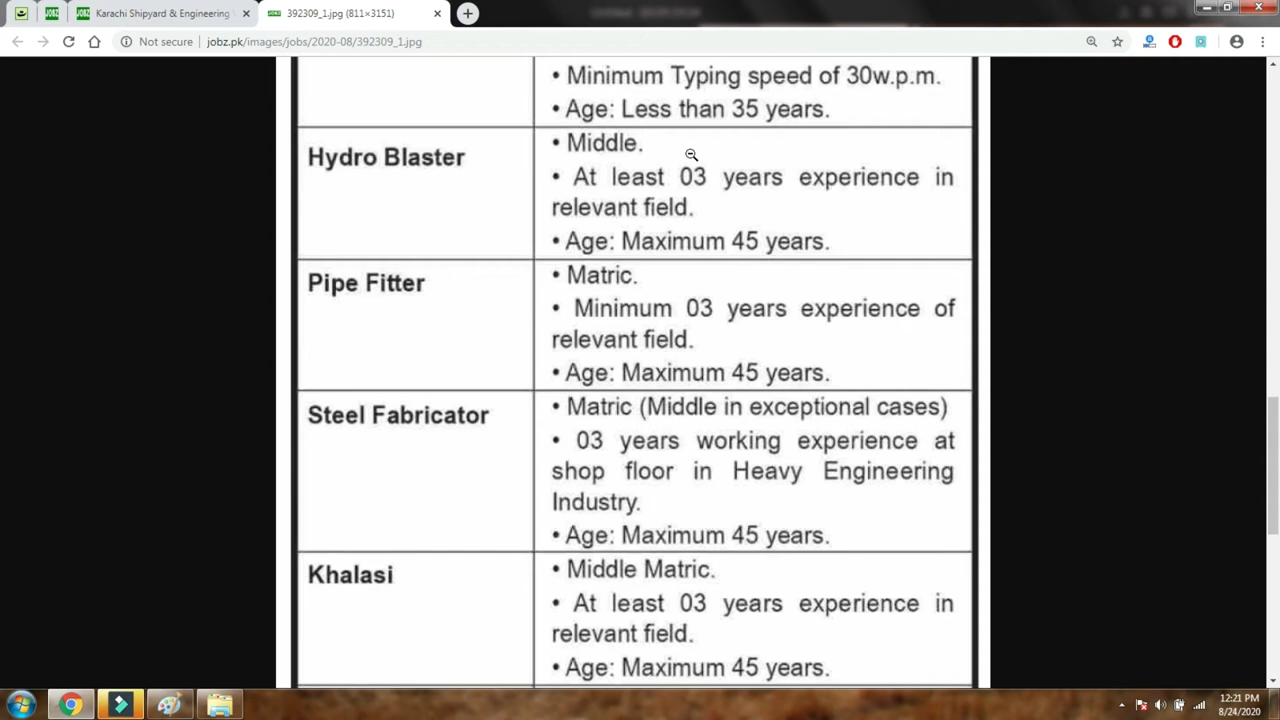 Karachi Shipyard & Engineering
392309_1.jpg (811×3151)
Not secure
jobz.pk/images/jobs/2020-08/392309_1.jpg
• Minimum Typing speed of 30w.p.m.
• Age: Less than 35 years.
Hydro Blaster
• Middle.
• At least 03 years experience in
relevant field.
• Age: Maximum 45 years.
Pipe Fitter
• Matric.
• Minimum 03 years experience of
relevant field.
• Age: Maximum 45 years.
Steel Fabricator
• Matric (Middle in exceptional cases)
• 03 years working experience at
shop floor in Heavy Engineering
Industry.
• Age: Maximum 45 years.
Khalasi
• Middle Matric.
• At least 03 years experience in
relevant field.
• Age: Maximum 45 years.
12:21 PM
8/24/2020